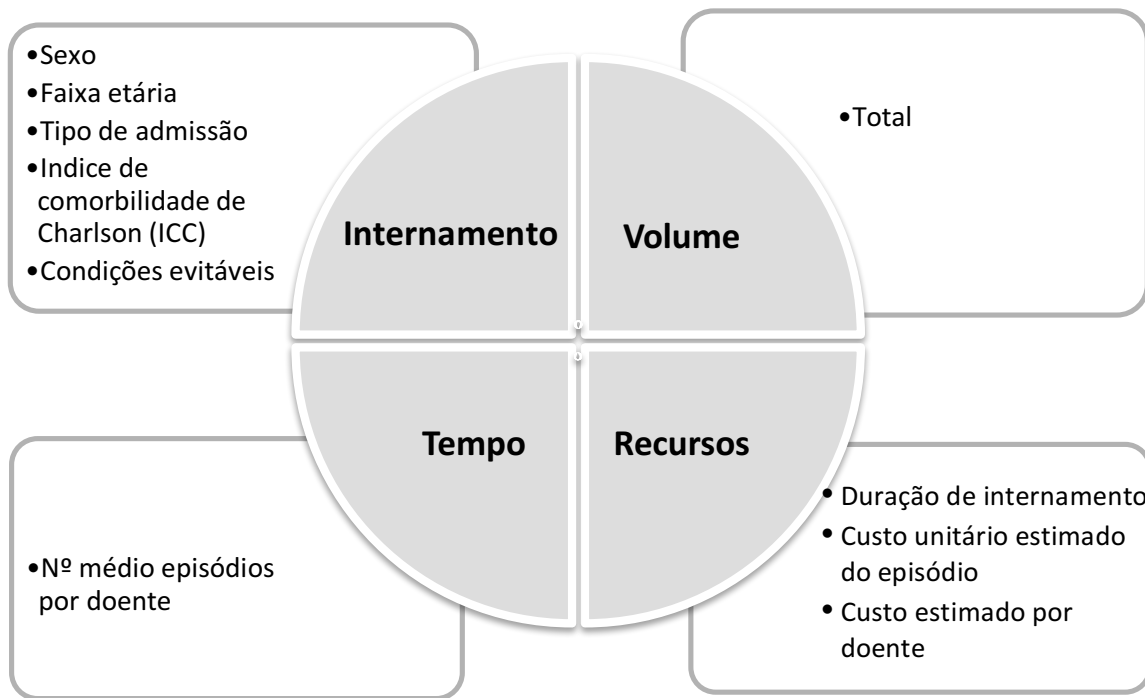 •Sexo
•Faixa etária
•Tipo de admissão
•Indice de
comorbilidade de
Charlson (ICC)
•Condições evitáveis
•Total
Internamento
Volume
Tempo
Recursos
•Nº médio episódios
por doente
• Duração de internamento
• Custo unitário estimado
do episódio
• Custo estimado por
doente